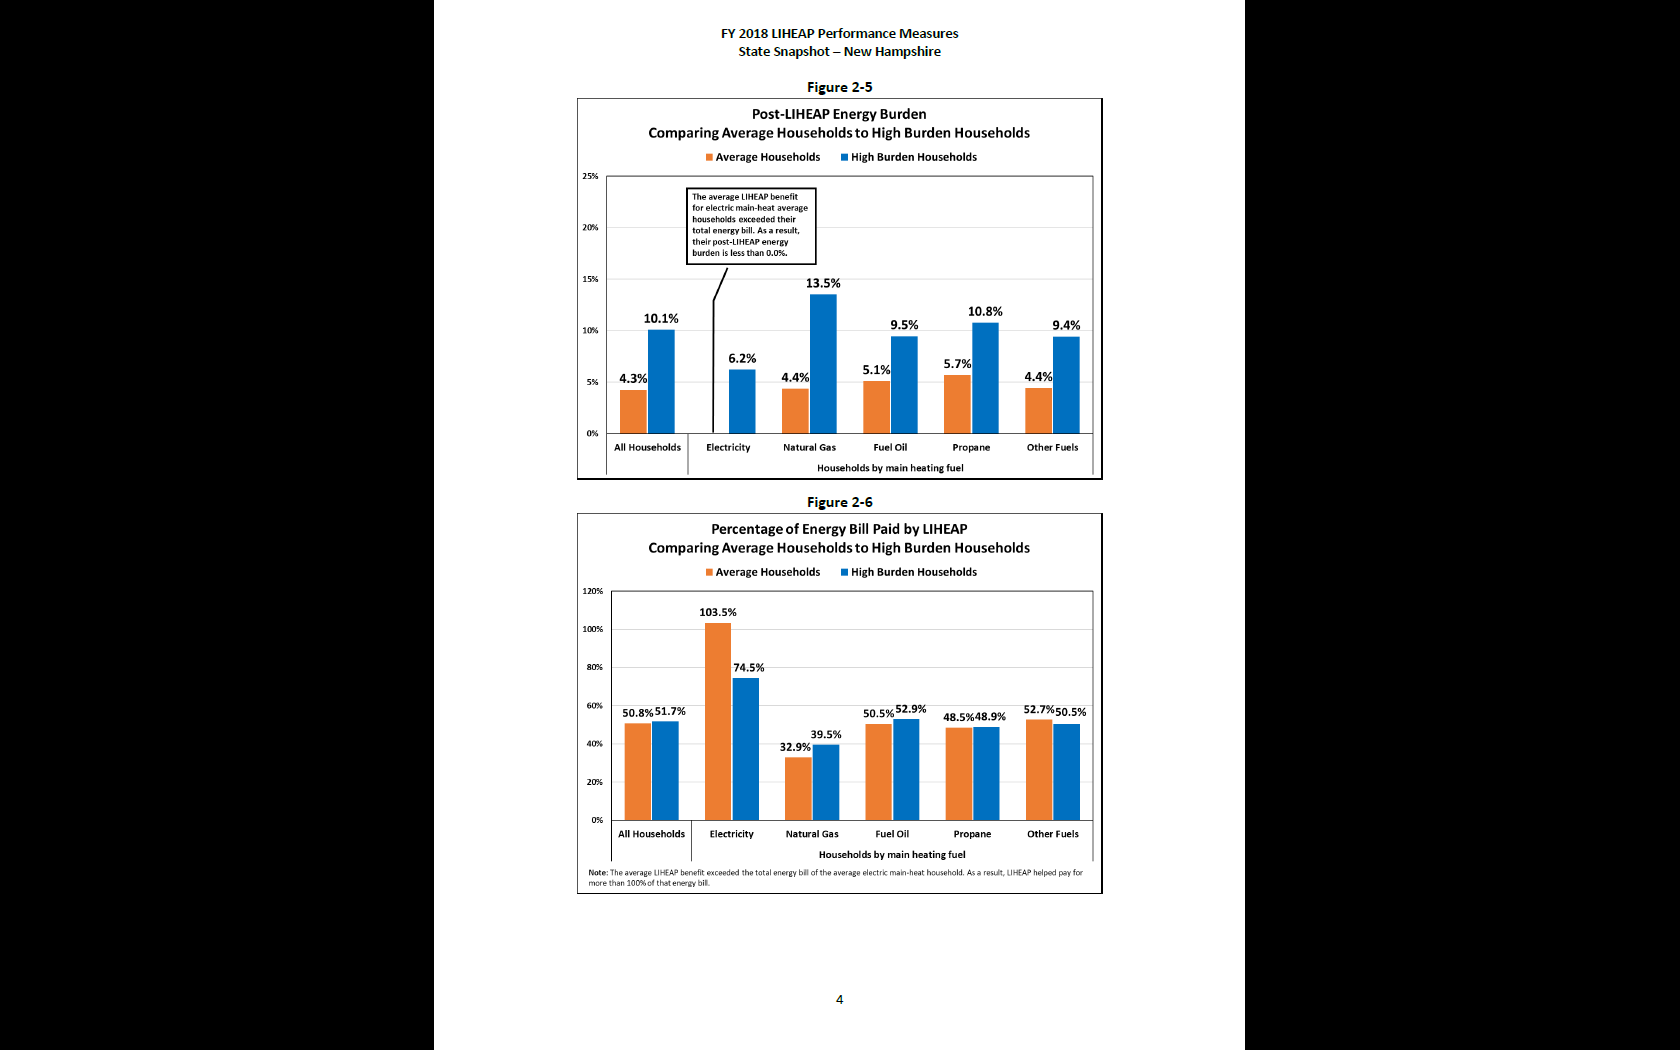 FY 2018 LIHEAP Performance Measures
State Snapshot – New Hampshire
Figure 2-5
Post-LIHEAP Energy Burden
Comparing Average Households to High Burden Households
Average Households High Burden Households
25%
The average LIHEAP benefit
for electric main-heat average
households exceeded their
total energy bill. As a result,
their post-LIHEAP energy
burden is less than 0.0%.
20%
15%
10%
5%
0%
4.3% 10.1%
6.2%
4.4% 13.5%
5.1% 9.5%
5.7% 10.8%
4.4% 9.4%
All Households Electricity Natural Gas Fuel Oil Propane Other Fuels
Households by main heating fuel
Figure 2-6
Percentage of Energy Bill Paid by LIHEAP
Comparing Average Households to High Burden Households
Average Households High Burden Households
120%
100%
80%
60%
40%
20%
0%
50.8% 51.7%
103.5% 74.5%
32.9% 39.5%
50.5% 52.9%
48.5% 48.9%
52.7% 50.5%
All Households Electricity Natural Gas Fuel Oil Propane Other Fuels
Households by main heating fuel
Note: The average LIHEAP benefit exceeded the total energy bill of the average electric main-heat household. As a result, LIHEAP helped pay for
more than 100% of that energy bill.
4